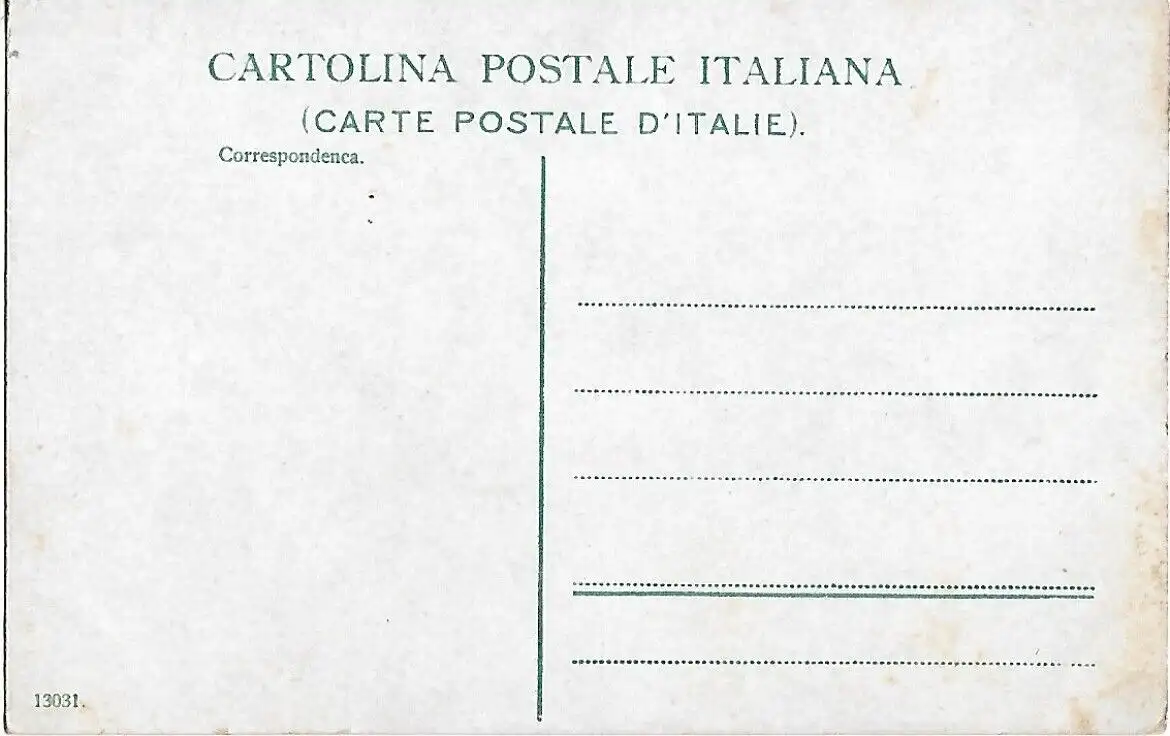 CARTOLINA POSTALE ITALIANA
(CARTE POSTALE D'ITALIE).
Correspondenca.
13031.